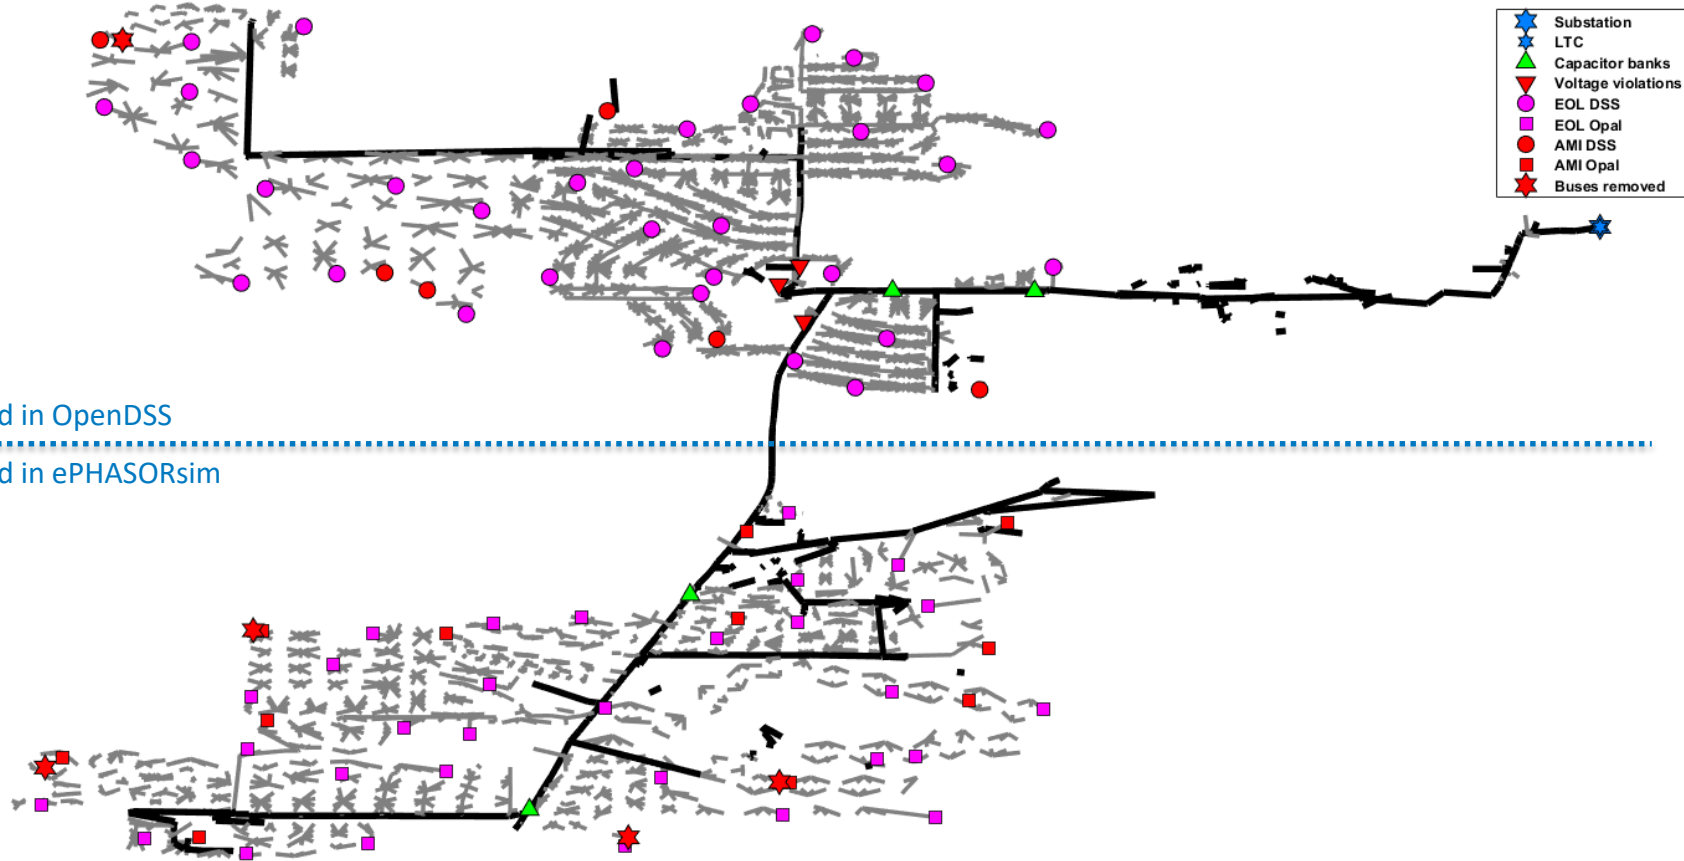 Substation
LTC
Capacitor banks
Voltage violations
EOL DSS
EOL Opal
AMI DSS
AMI Opal
Buses removed
d in OpenDSS
d in ePHASORsim